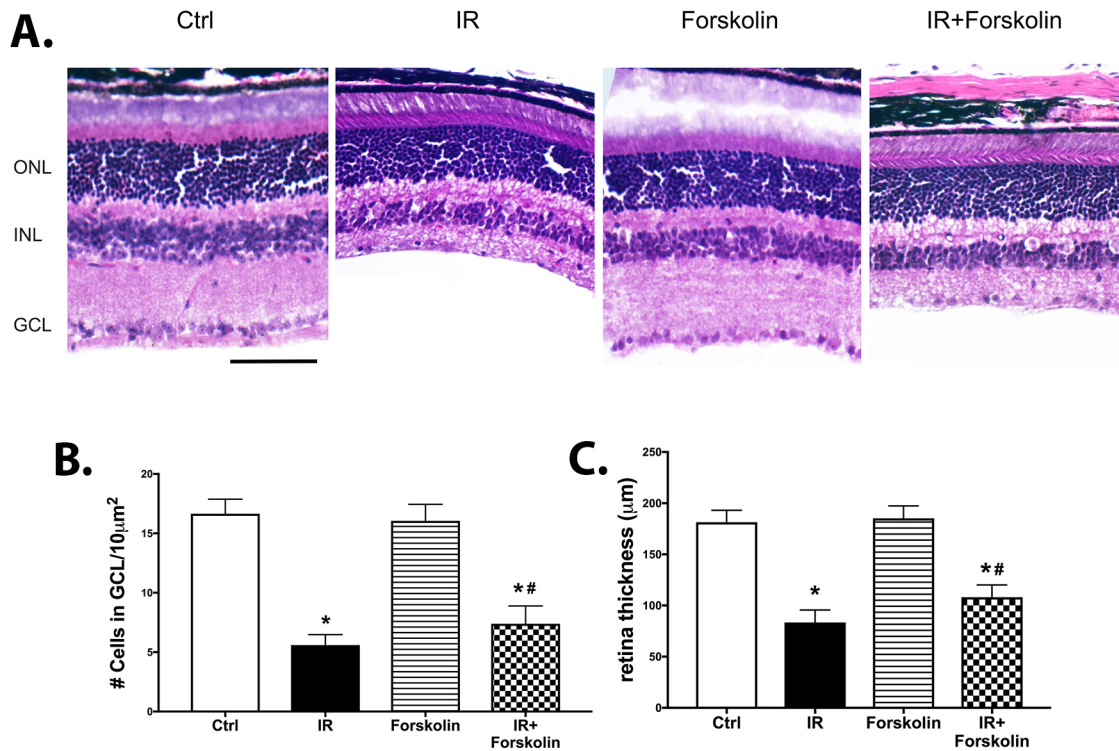 A.
Ctrl IR Forskolin IR+Forskolin
ONL
INL
GCL
B.
# Cells in GCL/10μm²
20
15
10
5
0
*
*#
Ctrl IR Forskolin IR+
Forskolin
C.
retina thickness (μm)
250
200
150
100
50
0
*
*#
Ctrl IR Forskolin IR+
Forskolin